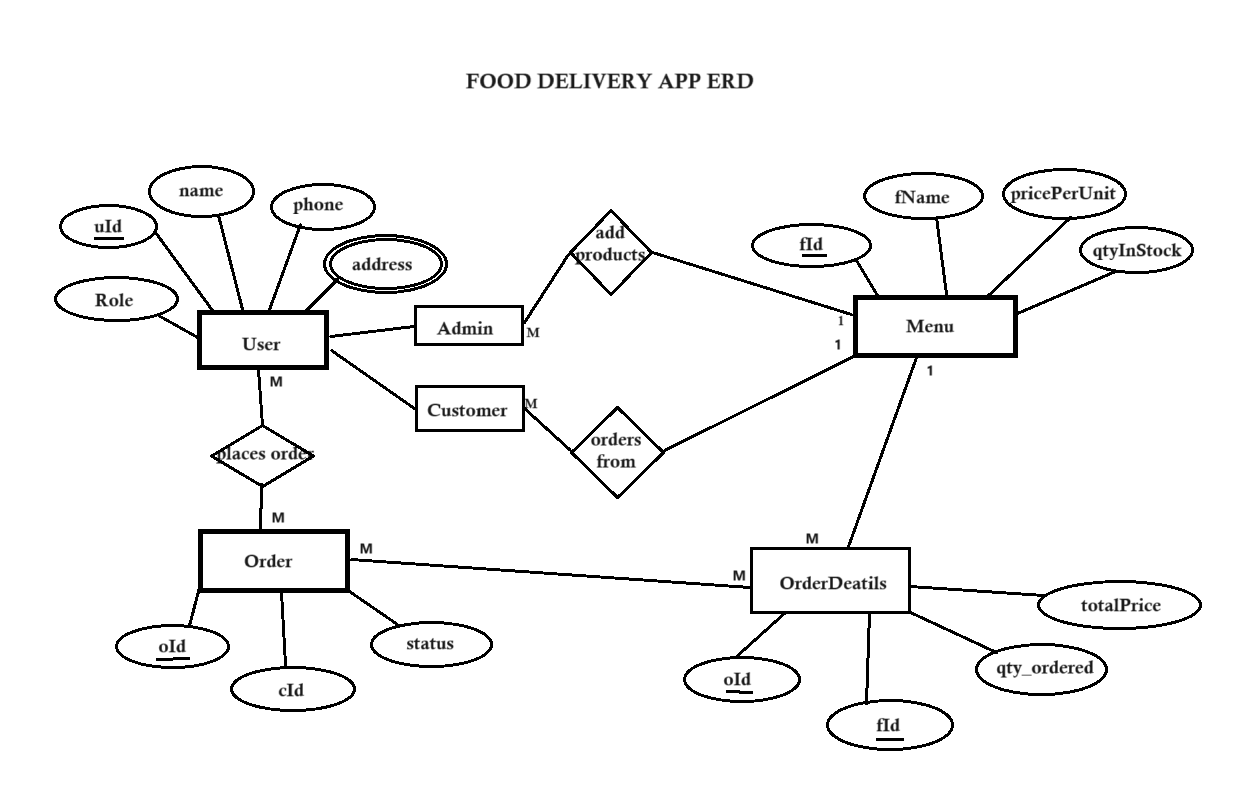 FOOD DELIVERY APP ERD
name
phone
uId
address
Role
User
M
Admin
M
Customer
M
add
products
orders
from
fName
pricePerUnit
fId
qtyInStock
Menu
1
1
1
places order
M
Order
M
oId
cId
status
M
M
OrderDeatils
totalPrice
qty_ordered
oId
fId